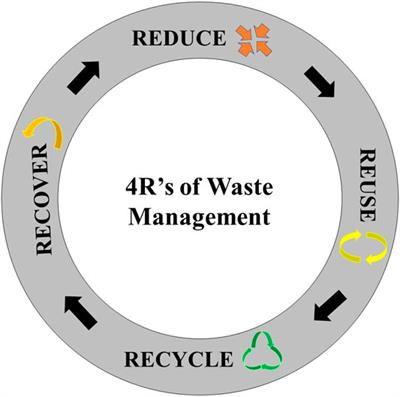 REDUCE
REUSE
4R's of Waste
Management
RECOVER
RECYCLE